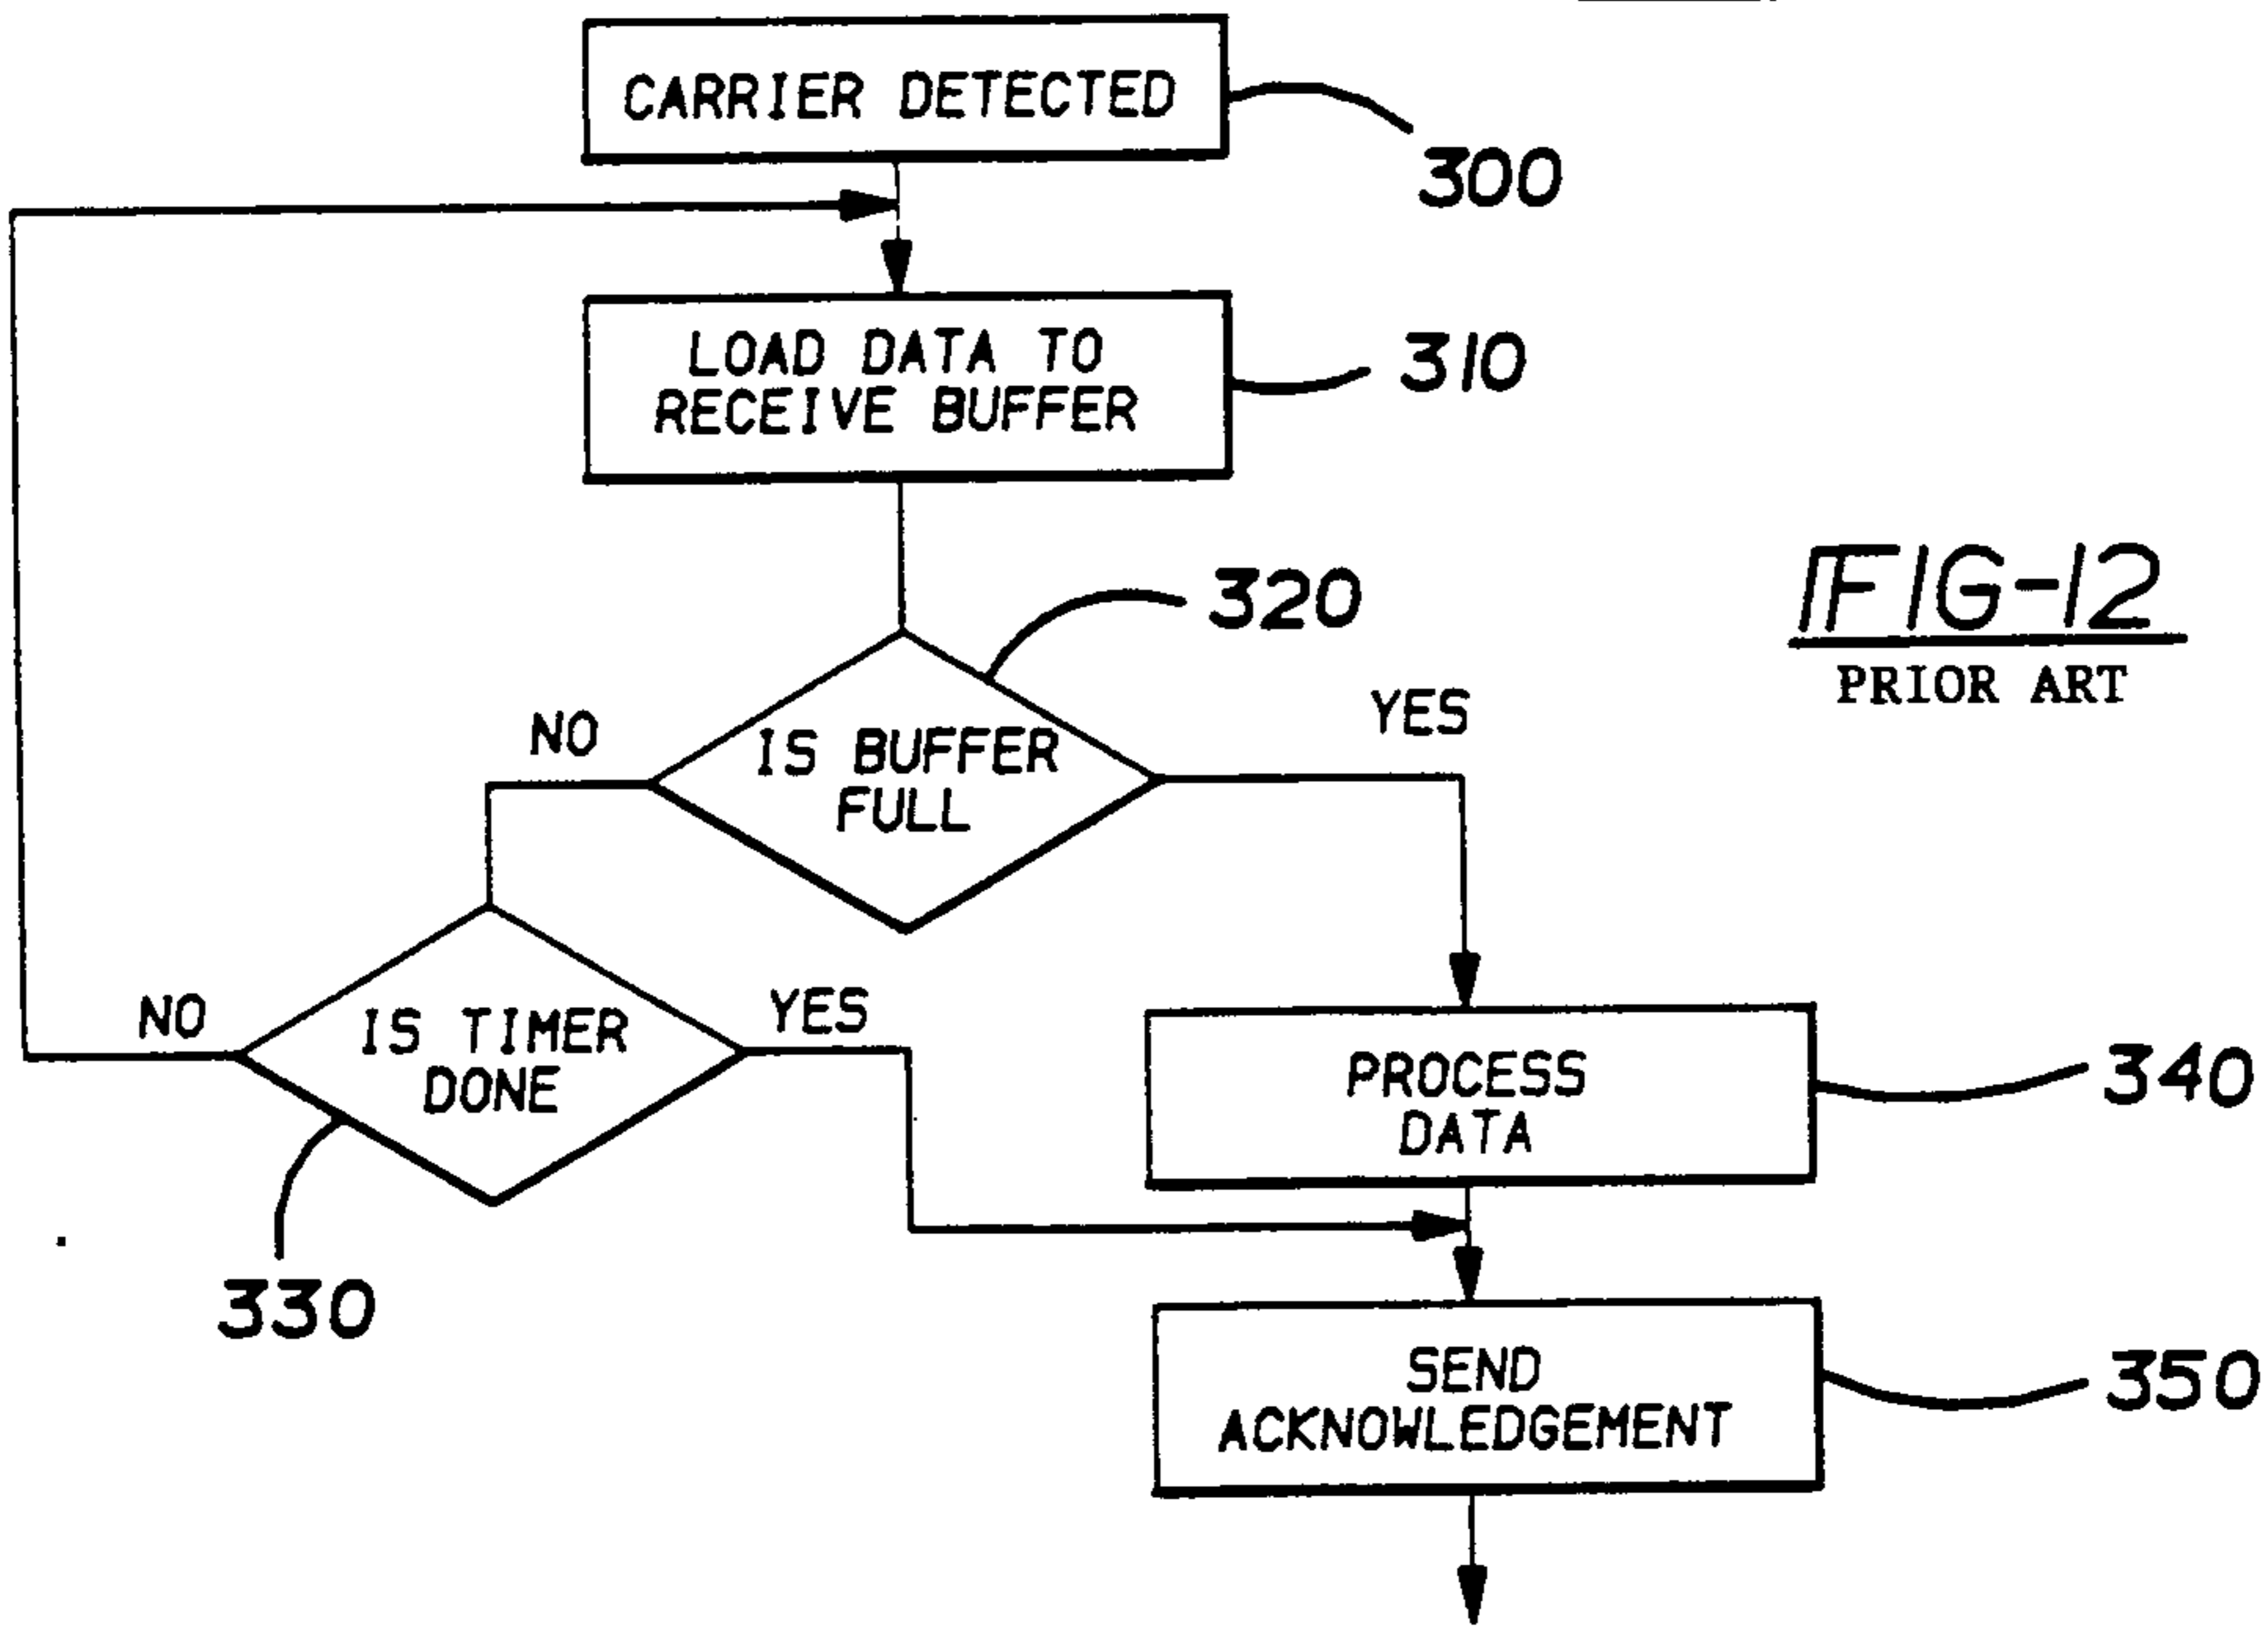 CARRIER DETECTED
300
LOAD DATA TO
RECEIVE BUFFER
310
320
FIG-12
PRIOR ART
NO
IS BUFFER
FULL
YES
NO
IS TIMER
DONE
YES
330
PROCESS
DATA
340
SEND
ACKNOWLEDGEMENT
350